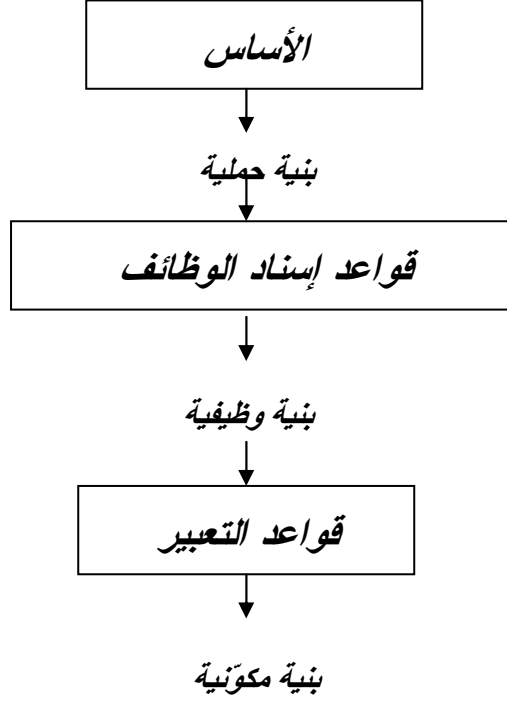 الأساس
بنية حملية
قواعد إسناد الوظائف
بنية وظيفية
قواعد التعبير
بنية مكوّنية